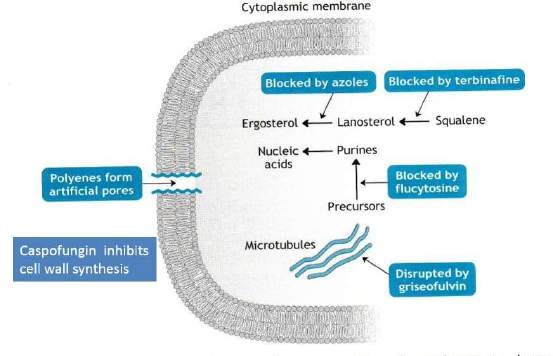 Cytoplasmic membrane
Blocked by azoles
Blocked by terbinafine
Ergosterol
Lanosterol
Squalene
Nucleic
acids
Purines
Polyenes form
artificial pores
Blocked by
flucytosine
Precursors
Caspofungin inhibits
cell wall synthesis
Microtubules
Disrupted by
griseofulvin